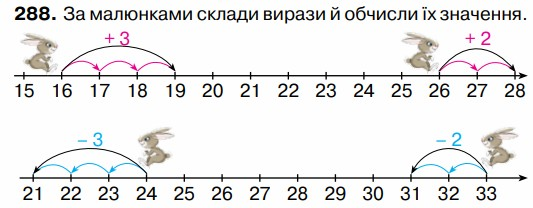 288. За малюнками склади вирази й обчисли їх значення.
+ 3 + 2
15 16 17 18 19 20 21 22 23 24 25 26 27 28
– 3 – 2
21 22 23 24 25 26 27 28 29 30 31 32 33